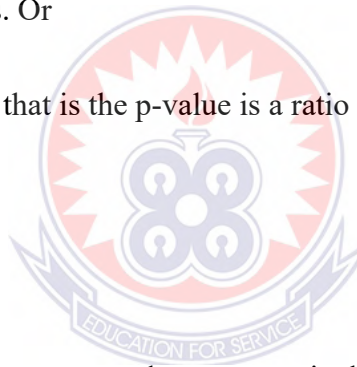 . Or
that is the p-value is a ratio
EDUCATION FOR SERVICE